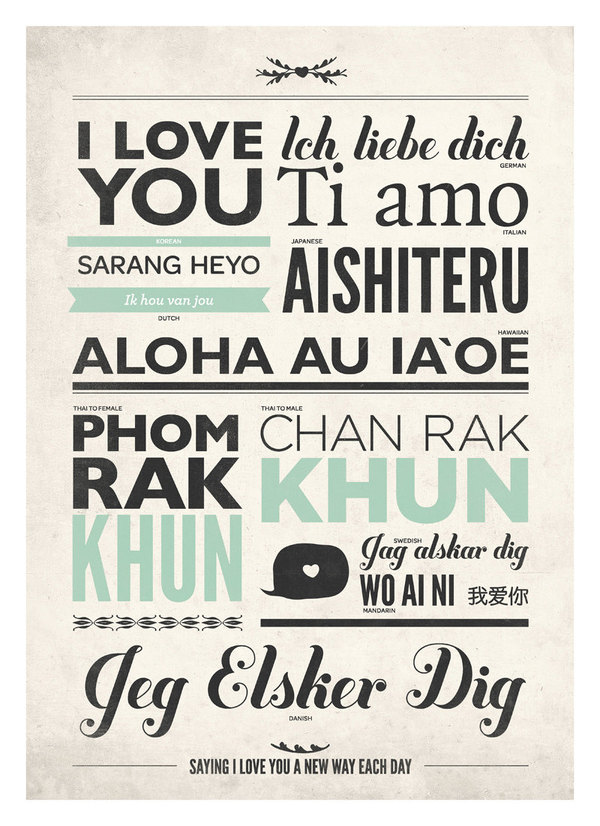 I LOVE
YOU
Ich liebe dich
GERMAN
Ti amo
ITALIAN
KOREAN
SARANG HEYO
Ik hou van jou
DUTCH
JAPANESE
AISHITERU
HAWAIIAN
ALOHA AU IA`OE
THAI TO FEMALE
PHOM
RAK
KHUN
THAI TO MALE
CHAN RAK
KHUN
SWEDISH
Jag alskar dig
WO AI NI 我爱你
MANDARIN
Jeg Elsker Dig
DANISH
SAYING I LOVE YOU A NEW WAY EACH DAY